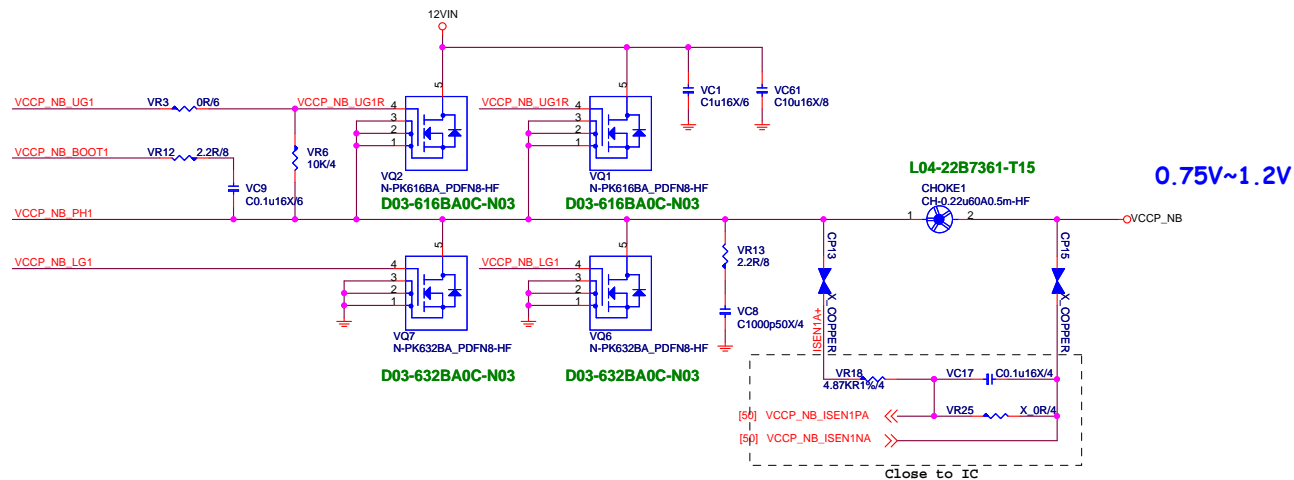 12VIN
VCCP_NB_UG1
VR3
0R/6
VCCP_NB_UG1R
VCCP_NB_UG1R
5
5
4
3
2
1
4
3
2
1
VC1
C1u16X/6
VC61
C10u16X/8
VCCP_NB_BOOT1
VR12
2.2R/8
VR6
10K/4
VC9
C0.1u16X/6
VQ2
N-PK616BA_PDFN8-HF
D03-616BA0C-N03
VQ1
N-PK616BA_PDFN8-HF
D03-616BA0C-N03
L04-22B7361-T15
0.75V~1.2V
CHOKE1
CH-0.22u60A0.5m-HF
VCCP_NB_PH1
1
2
VCCP_NB
5
5
VCCP_NB_LG1
VCCP_NB_LG1
4
3
2
1
4
3
2
1
VR13
2.2R/8
CP13
X_COPPER
CP15
X_COPPER
VC8
C1000p50X/4
ISEN1A+
VQ7
N-PK632BA_PDFN8-HF
D03-632BA0C-N03
VQ6
N-PK632BA_PDFN8-HF
D03-632BA0C-N03
VR18
4.87KR1%/4
VC17
C0.1u16X/4
VR25
X_0R/4
[50] VCCP_NB_ISEN1PA
[50] VCCP_NB_ISEN1NA
Close to IC